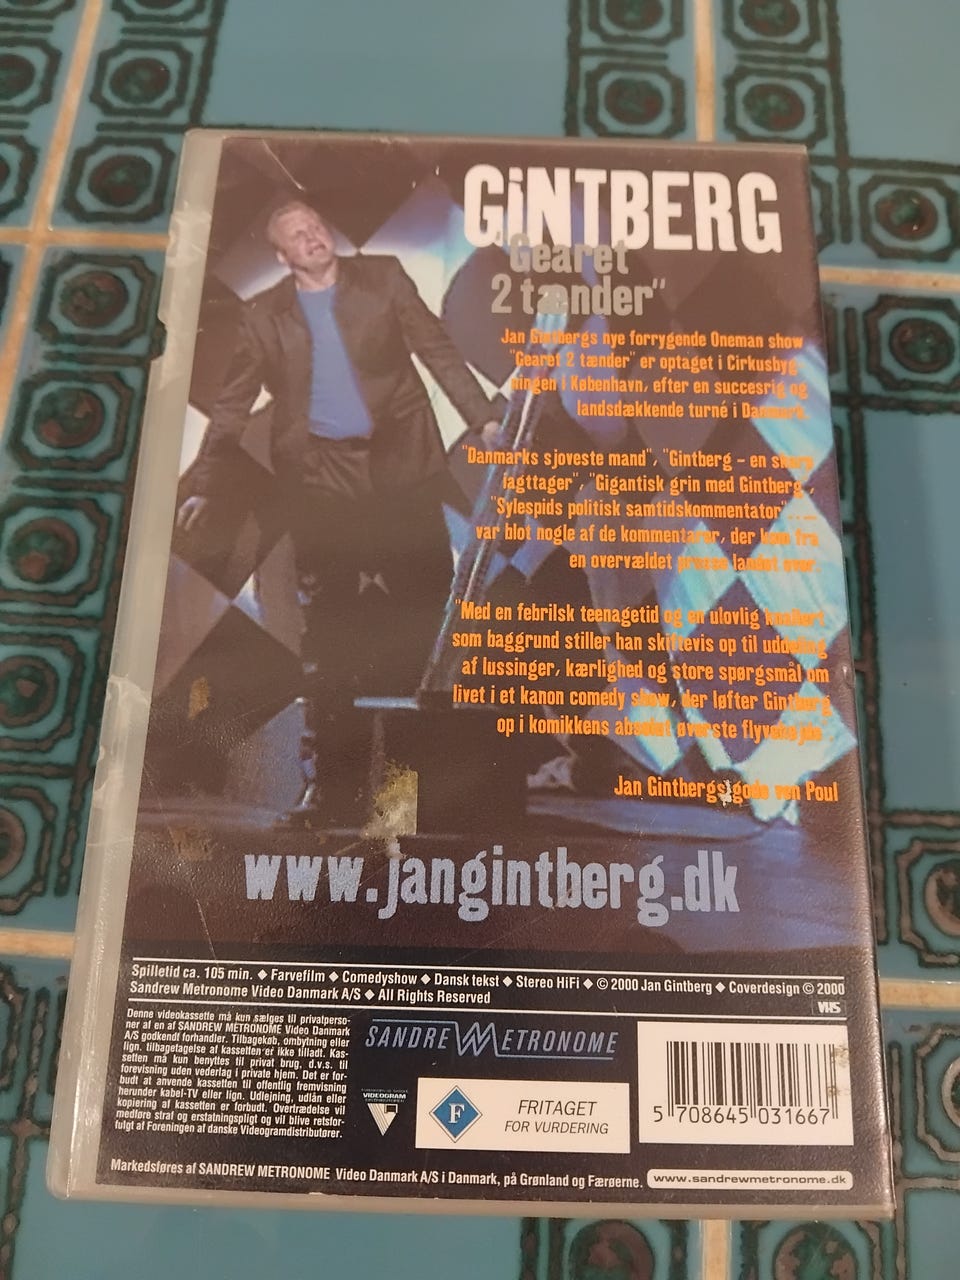 GiNTBERG
"Gearet
2 tænder"
Jan Gintbergs nye forrygende Oneman show
"Gearet 2 tænder" er optaget i Cirkusbyg-
ningen i København, efter en succesrig og
landsdækkende turné i Danmark.
"Danmarks sjoveste mand", "Gintberg – en skarp
iagttager", "Gigantisk grin med Gintberg",
"Sylespids politisk samtidskommentator"....
var blot nogle af de kommentarer, der kom fra
en overvældet presse landet over.
"Med en febrilsk teenagetid og en ulovlig knallert
som baggrund stiller han skiftevis op til uddeling
af lussinger, kærlighed og store spørgsmål om
livet i et kanon comedy show, der løfter Gintberg
op i komikkens absolut øverste flyvehøjde
Jan Gintbergs gode ven Poul
www.jangintberg.dk
Spilletid ca. 105 min. ◆ Farvefilm ◆ Comedyshow ◆ Dansk tekst ◆ Stereo HiFi ◆ © 2000 Jan Gintberg ◆ Coverdesign © 2000
Sandrew Metronome Video Danmark A/S ◆ All Rights Reserved
VHS
Denne videokassette må kun sælges til privatperso-
ner af en af SANDREW METRONOME Video Danmark
A/S godkendt forhandler. Tilbagekøb, ombytning eller
lign. tilbagetagelse af kassetten er ikke tilladt. Kas-
setten må kun benyttes til privat brug, d.v.s. til
forevisning uden vederlag i private hjem. Det er for-
budt at anvende kassetten til offentlig fremvisning
herunder kabel-TV eller lign. Udlejning, udlån eller
kopiering af kassetten er forbudt. Overtrædelse vil
medføre straf og erstatningspligt og vil blive retsfor-
fulgt af Foreningen af danske Videogramdistributører.
SANDREW METRONOME
VIDEOGRAM
F
FRITAGET
FOR VURDERING
5 708645 031667
Markedsføres af SANDREW METRONOME Video Danmark A/S i Danmark, på Grønland og Færøerne.
www.sandrewmetronome.dk